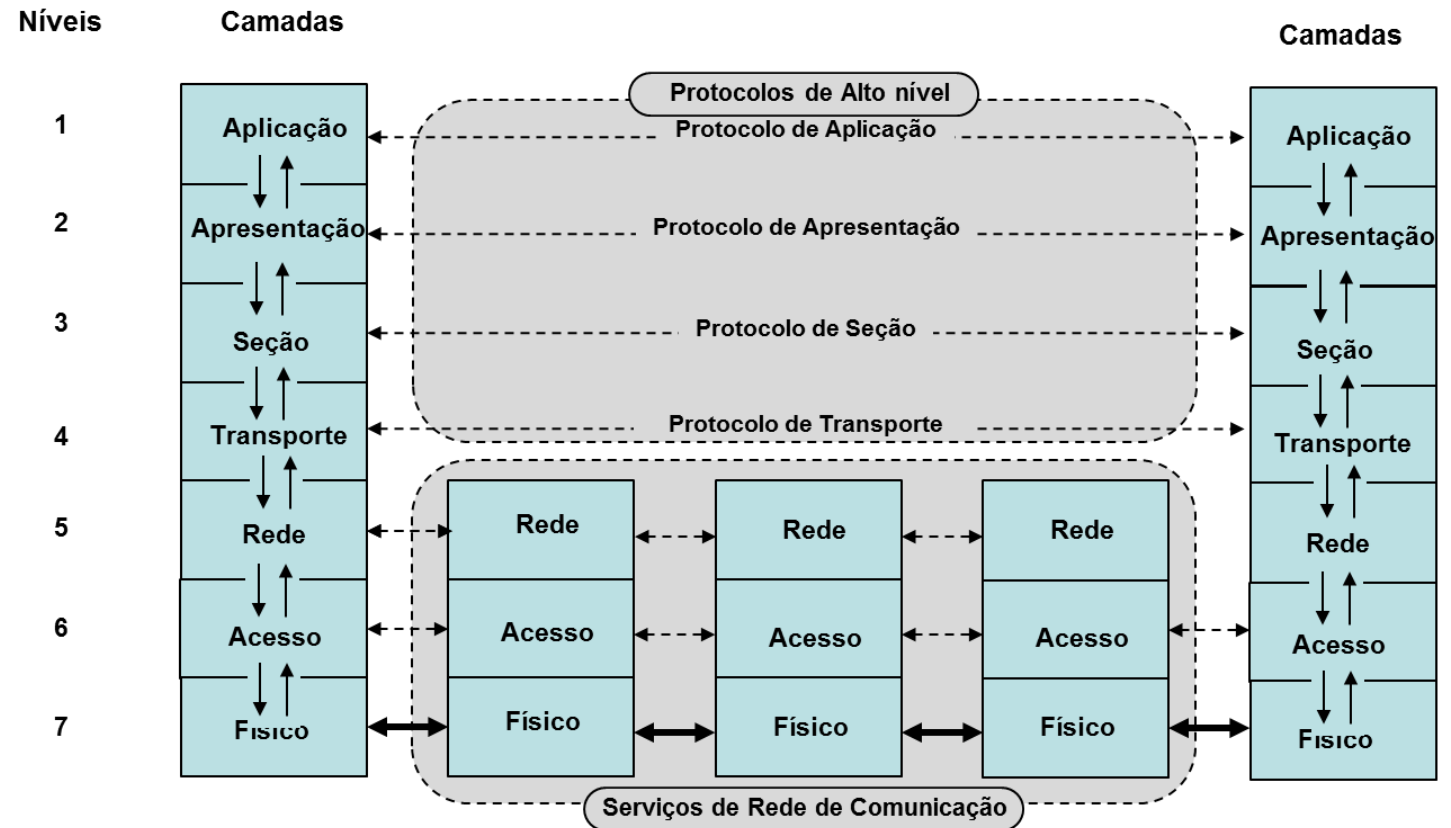 Níveis
Camadas
Camadas
Protocolos de Alto nível
1
Aplicação
Protocolo de Aplicação
Aplicação
2
Apresentação
Protocolo de Apresentação
Apresentação
3
Seção
Protocolo de Seção
Seção
4
Transporte
Protocolo de Transporte
Transporte
5
Rede
Rede
Rede
Rede
Rede
6
Acesso
Acesso
Acesso
Acesso
Acesso
7
Físico
Físico
Físico
Físico
Físico
Serviços de Rede de Comunicação